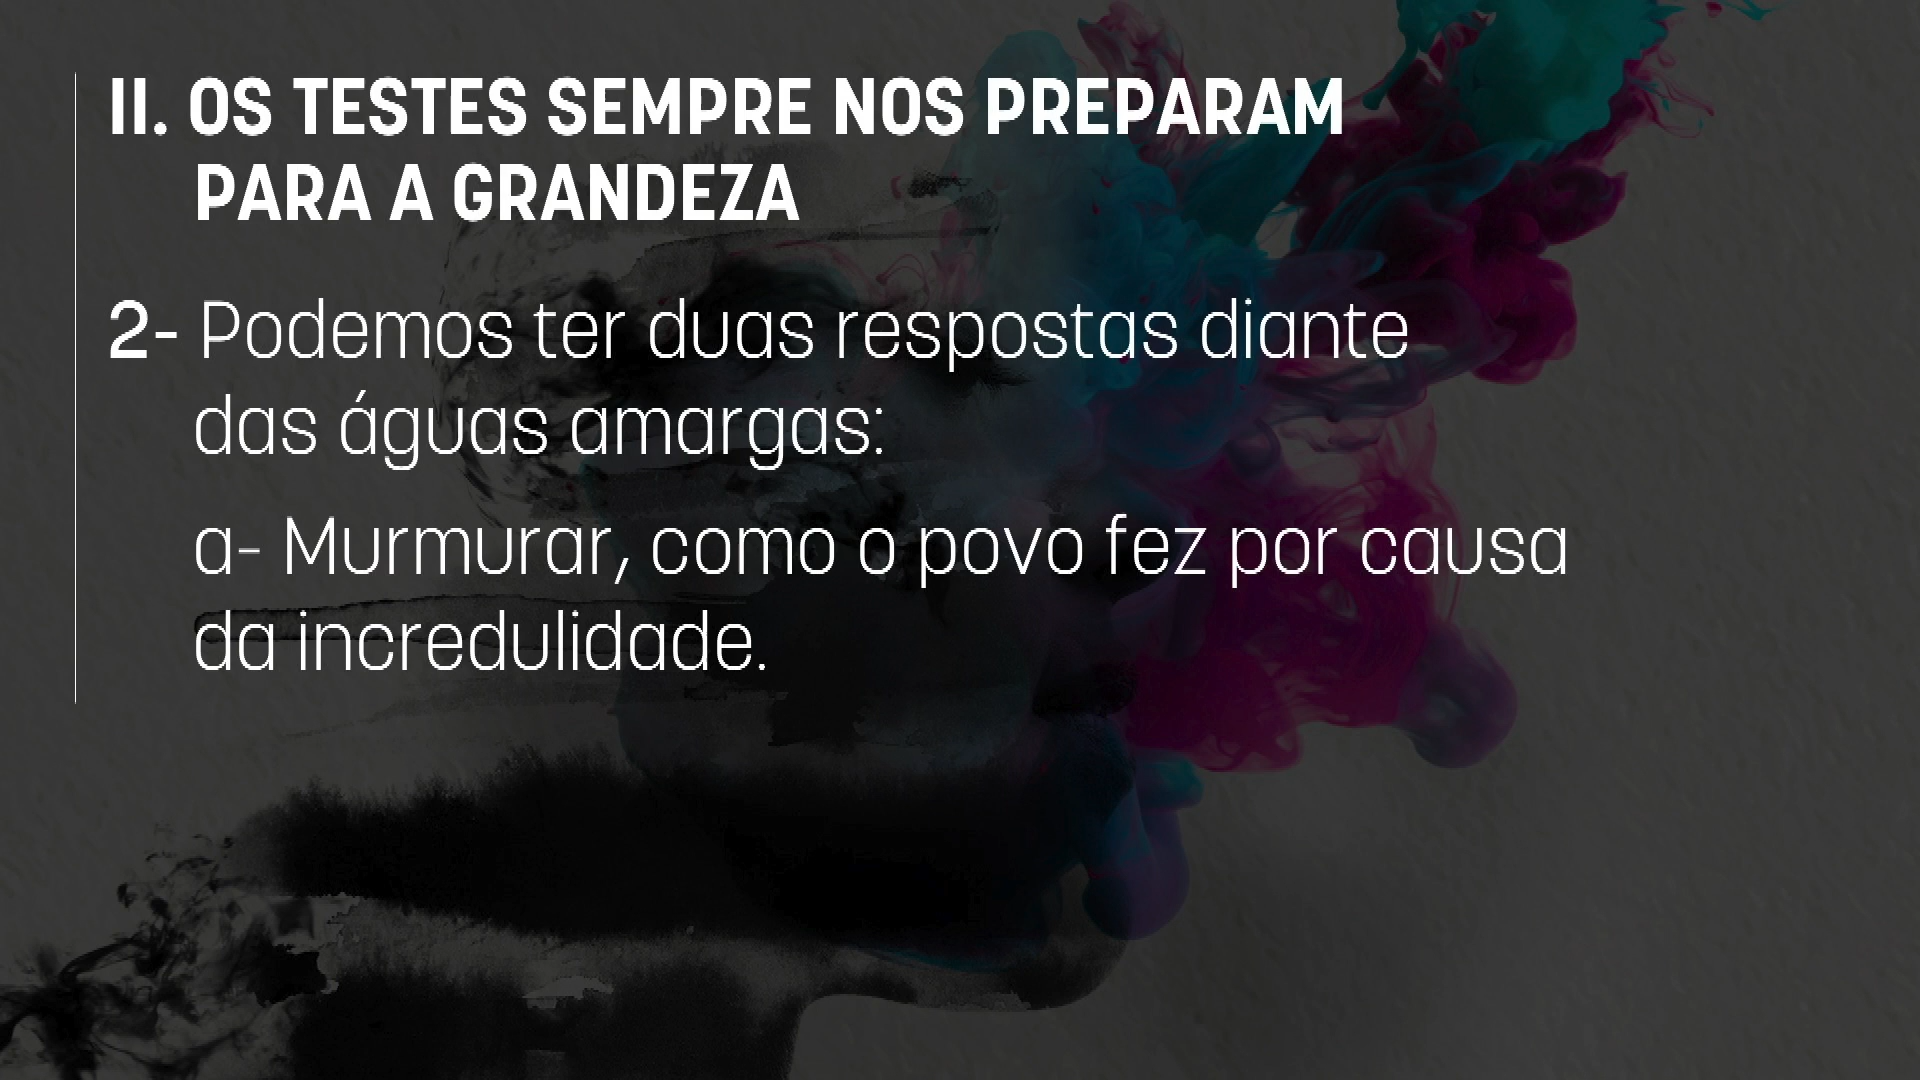 II. OS TESTES SEMPRE NOS PREPARAM
PARA A GRANDEZA
2- Podemos ter duas respostas diante
das águas amargas:
a- Murmurar, como o povo fez por causa
da incredulidade.